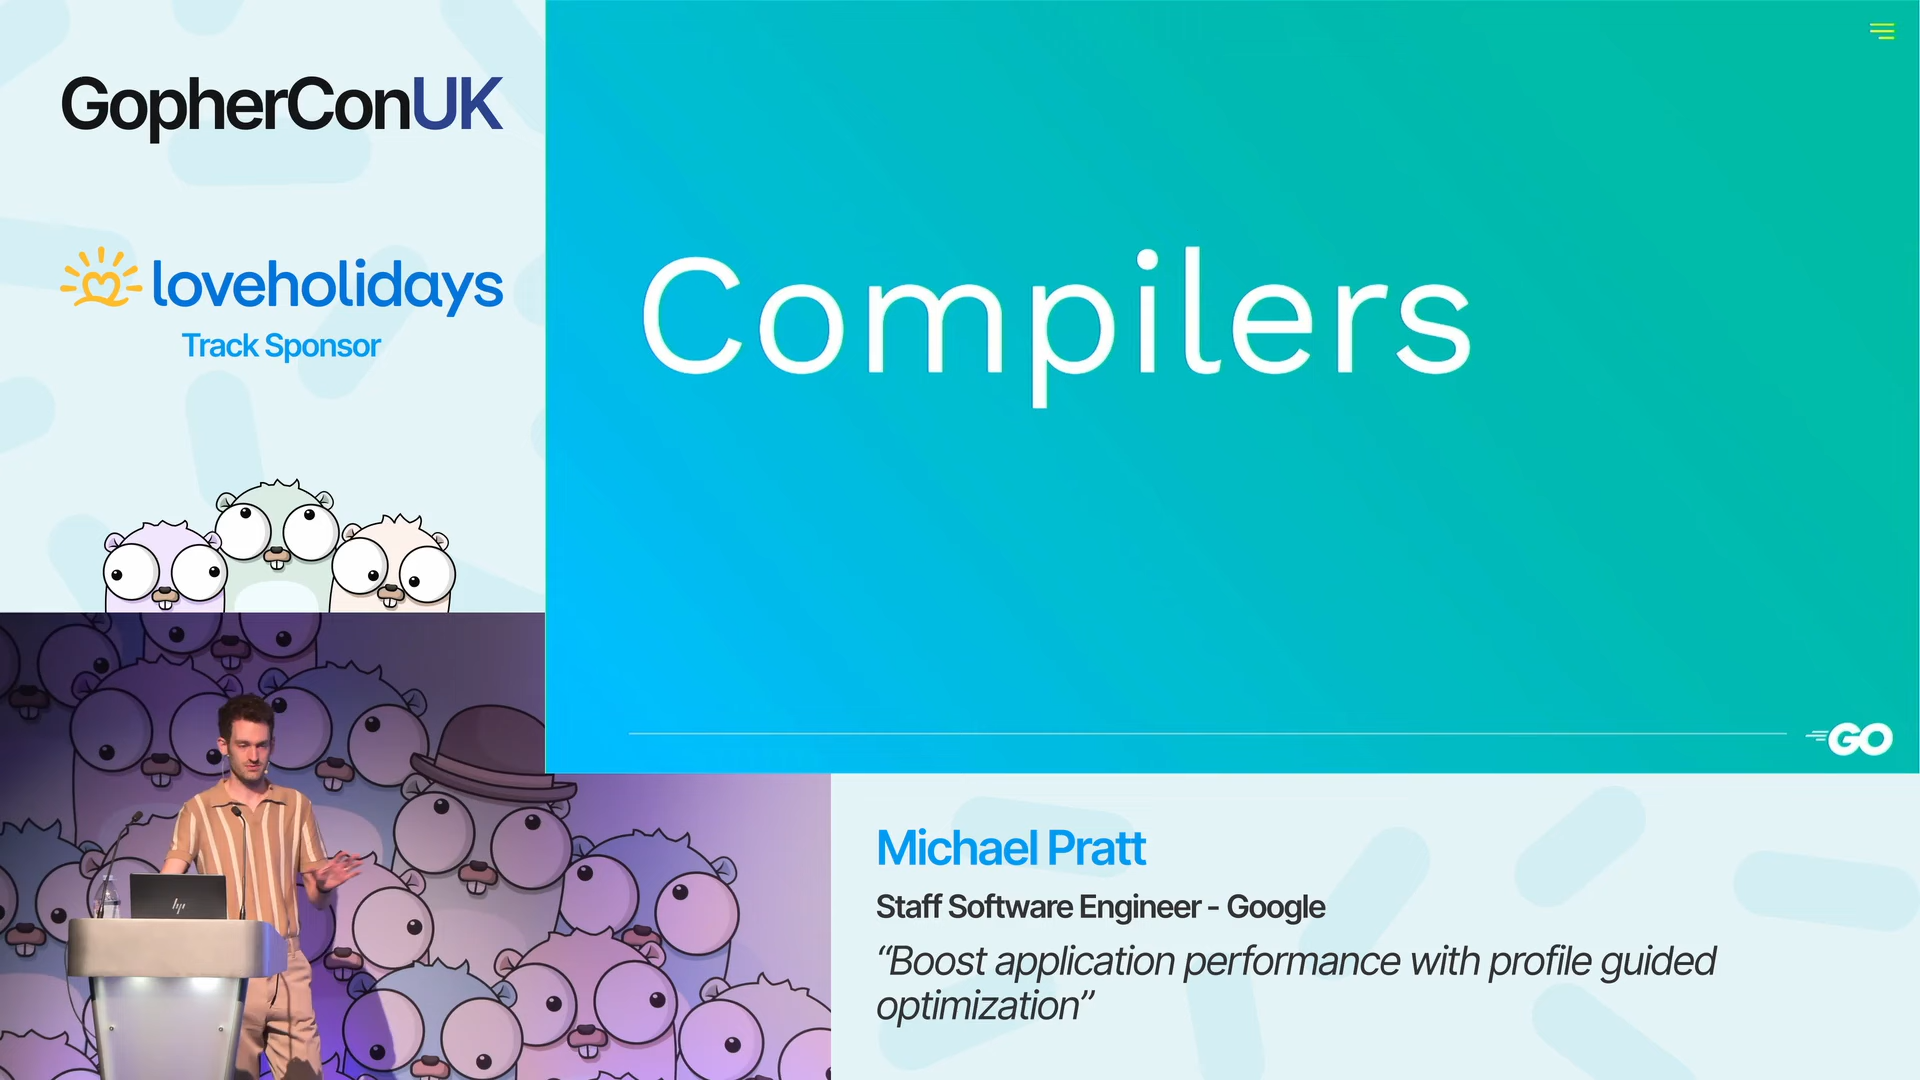 GopherConUK
loveholidays
Track Sponsor
Compilers
GO
hp
Michael Pratt
Staff Software Engineer - Google
“Boost application performance with profile guided
optimization”